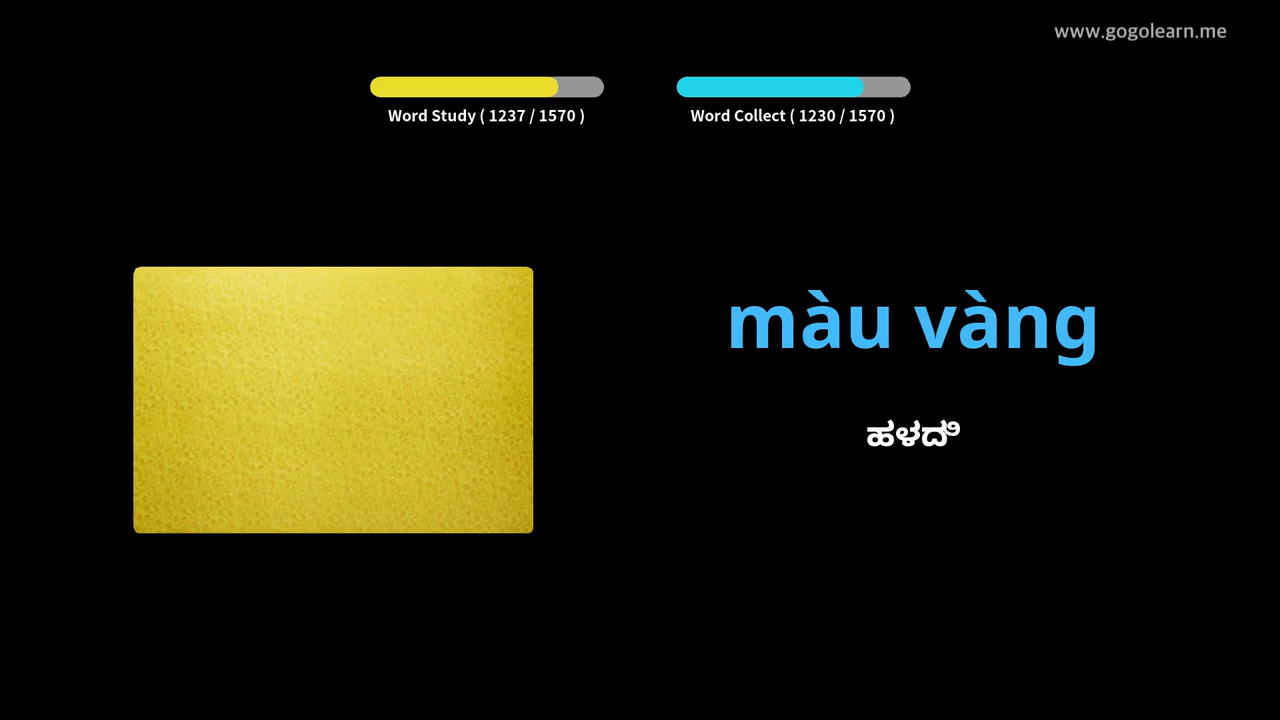 www.gogolearn.me
Word Study ( 1237 / 1570 )
Word Collect ( 1230 / 1570 )
màu vàng
ಹಳದಿ